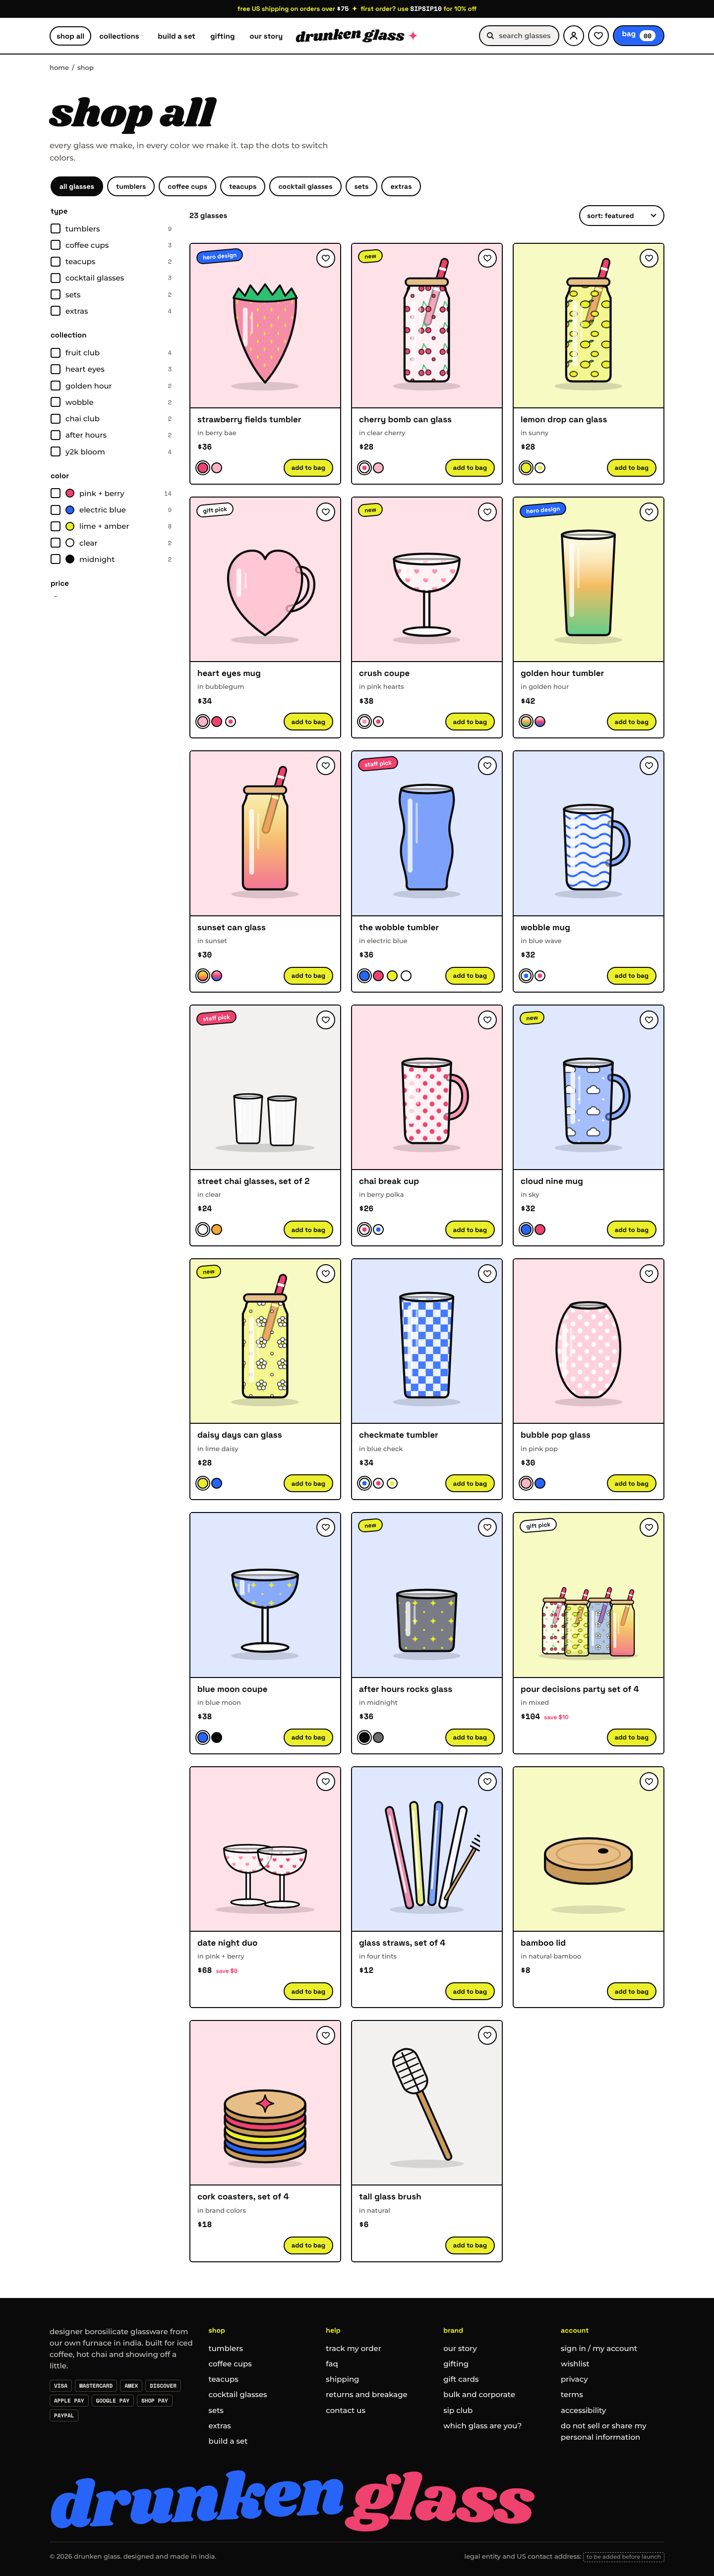 free US shipping on orders over $75 ✦ first order? use SIPSIP10 for 10% off
shop all
collections
build a set
gifting
our story
drunken glass
search glasses
bag 00
home / shop
shop all
every glass we make, in every color we make it. tap the dots to switch
colors.
all glasses
tumblers
coffee cups
teacups
cocktail glasses
sets
extras
type
tumblers 9
coffee cups 3
teacups 2
cocktail glasses 3
sets 2
extras 4
collection
fruit club 4
heart eyes 3
golden hour 2
wobble 2
chai club 2
after hours 2
y2k bloom 4
color
pink + berry 14
electric blue 9
lime + amber 8
clear 2
midnight 2
price
23 glasses
sort: featured
hero design
strawberry fields tumbler
in berry bae
$36
add to bag
new
cherry bomb can glass
in clear cherry
$28
add to bag
lemon drop can glass
in sunny
$28
add to bag
gift pick
heart eyes mug
in bubblegum
$34
add to bag
new
crush coupe
in pink hearts
$38
add to bag
hero design
golden hour tumbler
in golden hour
$42
add to bag
sunset can glass
in sunset
$30
add to bag
staff pick
the wobble tumbler
in electric blue
$36
add to bag
wobble mug
in blue wave
$32
add to bag
staff pick
street chai glasses, set of 2
in clear
$24
add to bag
chai break cup
in berry polka
$26
add to bag
new
cloud nine mug
in sky
$32
add to bag
new
daisy days can glass
in lime daisy
$28
add to bag
checkmate tumbler
in blue check
$34
add to bag
bubble pop glass
in pink pop
$30
add to bag
blue moon coupe
in blue moon
$38
add to bag
new
after hours rocks glass
in midnight
$36
add to bag
gift pick
pour decisions party set of 4
in mixed
$104 save $10
add to bag
date night duo
in pink + berry
$68 save $8
add to bag
glass straws, set of 4
in four tints
$12
add to bag
bamboo lid
in natural bamboo
$8
add to bag
cork coasters, set of 4
in brand colors
$18
add to bag
tall glass brush
in natural
$6
add to bag
designer borosilicate glassware from
our own furnace in india. built for iced
coffee, hot chai and showing off a
little.
VISA
MASTERCARD
AMEX
DISCOVER
APPLE PAY
GOOGLE PAY
SHOP PAY
PAYPAL
shop
tumblers
coffee cups
teacups
cocktail glasses
sets
extras
build a set
help
track my order
faq
shipping
returns and breakage
contact us
brand
our story
gifting
gift cards
bulk and corporate
sip club
which glass are you?
account
sign in / my account
wishlist
privacy
terms
accessibility
do not sell or share my
personal information
drunken glass
© 2026 drunken glass. designed and made in india.
legal entity and US contact address: to be added before launch